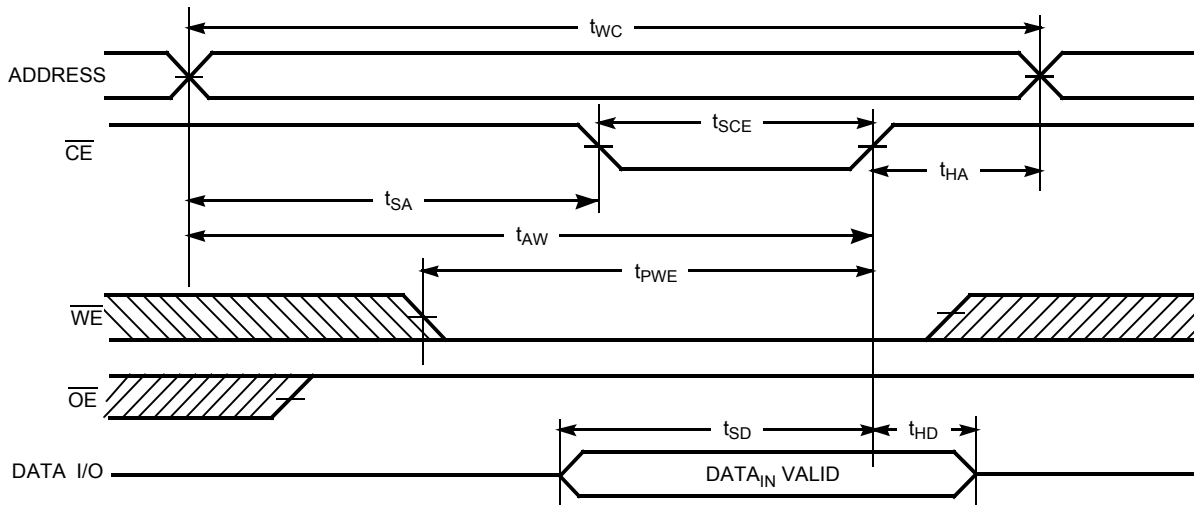 tWC
ADDRESS
tSCE
CE
tHA
tSA
tAW
tPWE
WE
OE
tSD
tHD
DATA I/O
DATAIN VALID